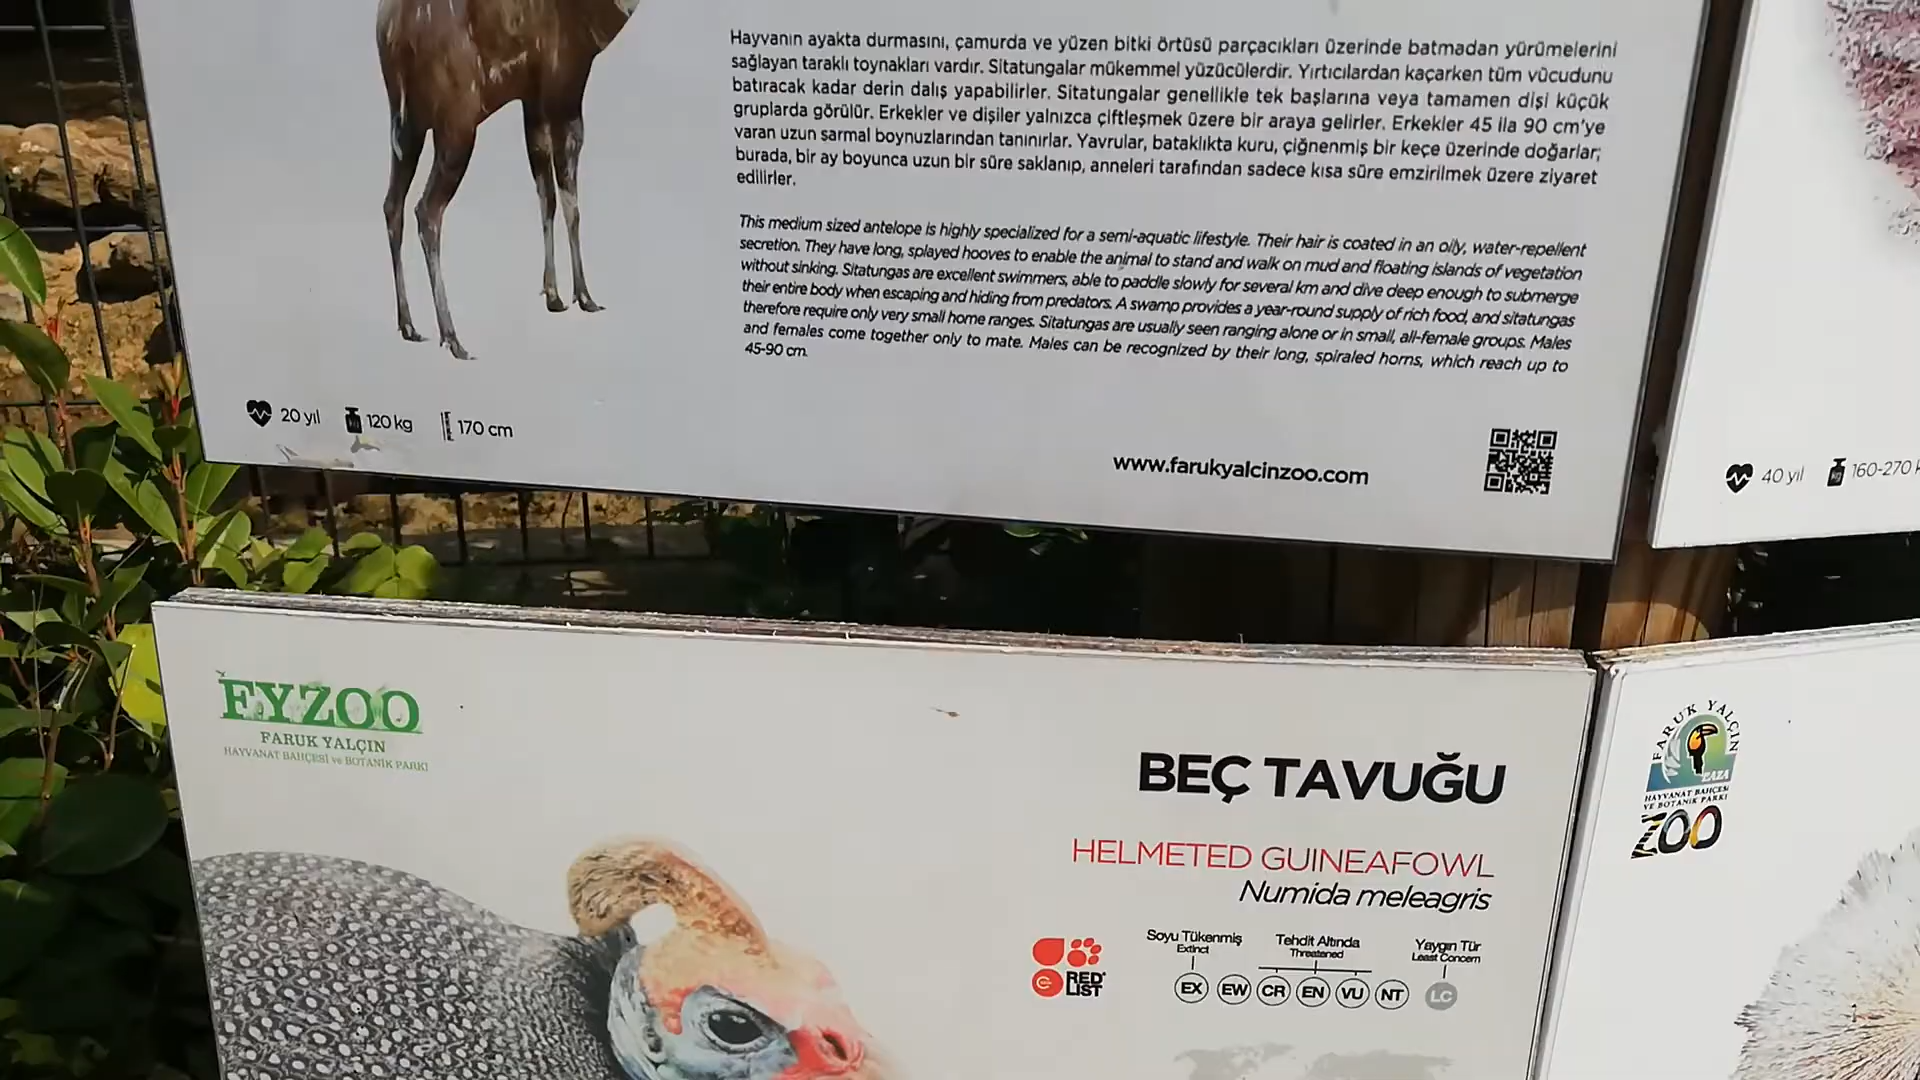 Hayvanın ayakta durmasını, çamurda ve yüzen bitki örtüsü parçacıkları üzerinde batmadan yürümelerini
sağlayan taraklı toynakları vardır. Sitatungalar mükemmel yüzücülerdir. Yırtıcılardan kaçarken tüm vücudunu
batıracak kadar derin dalış yapabilirler. Sitatungalar genellikle tek başlarına veya tamamen dişi küçük
gruplarda görülür. Erkekler ve dişiler yalnızca çiftleşmek üzere bir araya gelirler. Erkekler 45 ila 90 cm'ye
varan uzun sarmal boynuzlarından tanınırlar. Yavrular, bataklıkta kuru, çiğnenmiş bir keçe üzerinde doğarlar;
burada, bir ay boyunca uzun bir süre saklanıp, anneleri tarafından sadece kısa süre emzirilmek üzere ziyaret
edilirler.
This medium sized antelope is highly specialized for a semi-aquatic lifestyle. Their hair is coated in an oily, water-repellent
secretion. They have long, splayed hooves to enable the animal to stand and walk on mud and floating islands of vegetation
without sinking. Sitatungas are excellent swimmers, able to paddle slowly for several km and dive deep enough to submerge
their entire body when escaping and hiding from predators. A swamp provides a year-round supply of rich food, and sitatungas
therefore require only very small home ranges. Sitatungas are usually seen ranging alone or in small, all-female groups. Males
and females come together only to mate. Males can be recognized by their long, spiraled horns, which reach up to
45-90 cm.
20 yıl 120 kg 170 cm
www.farukyalcinzoo.com
40 yıl 160-270
FYZOO
FARUK YALÇIN
HAYVANAT BAHÇESİ ve BOTANİK PARKI
BEÇ TAVUĞU
HELMETED GUINEAFOWL
Numida meleagris
RED
LIST
Soyu Tükenmiş
Extinct
Tehdit Altında
Threatened
Yaygın Tür
Least Concern
EX EW CR EN VU NT LC
FARUK YALÇIN
EAZA
HAYVANAT BAHÇESİ
VE BOTANİK PARKI
ZOO